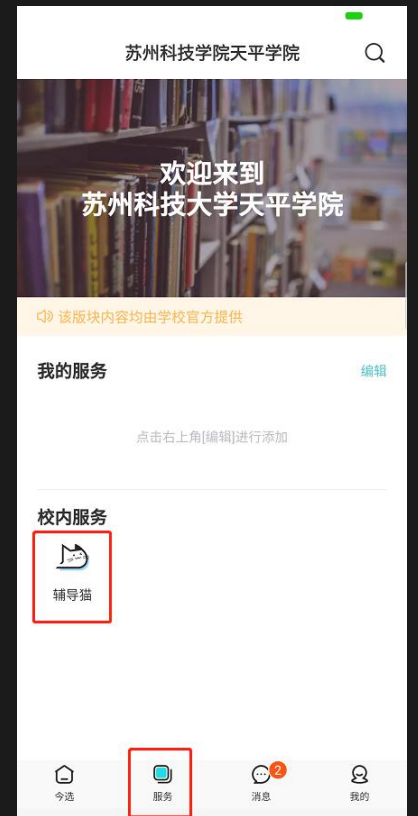 苏州科技学院天平学院
欢迎来到
苏州科技大学天平学院
该版块内容均由学校官方提供
我的服务
编辑
点击右上角[编辑]进行添加
校内服务
辅导猫
2
今选
服务
消息
我的